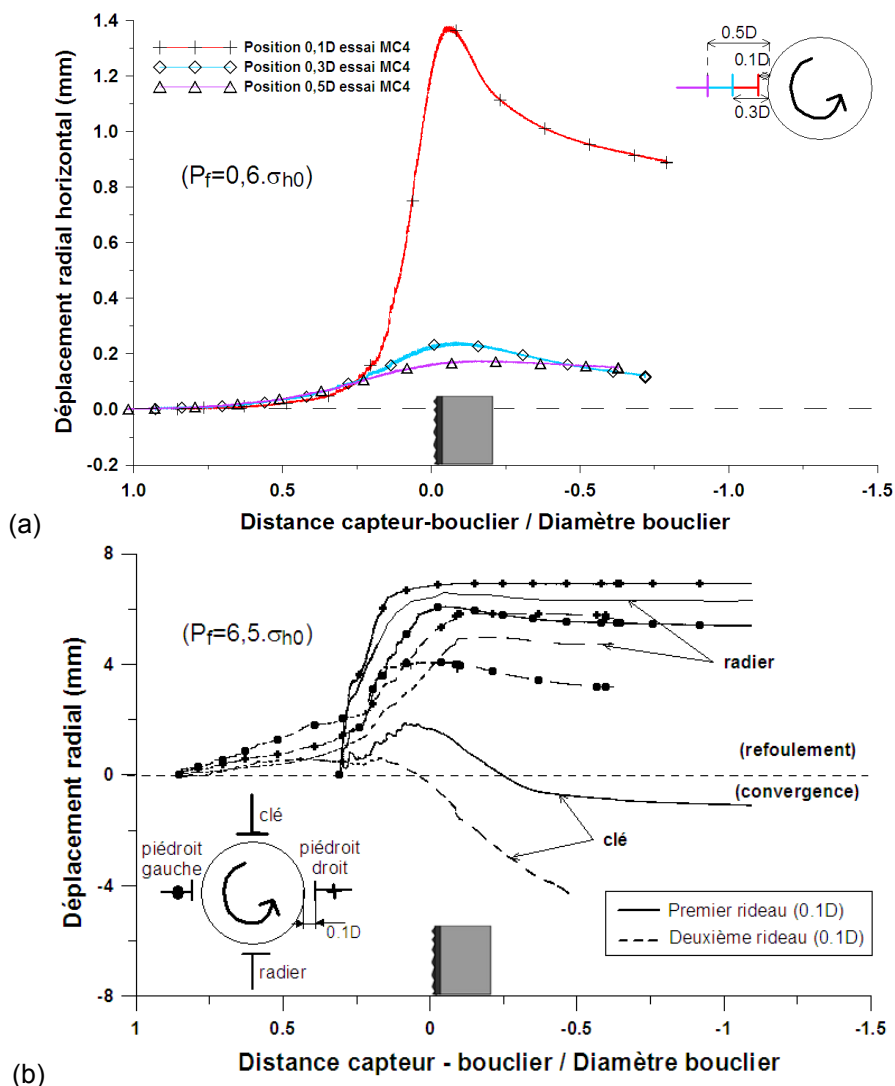 1.4
1.2
1.0
0.8
0.6
0.4
0.2
0.0
-0.2
Déplacement radial horizontal (mm)
Position 0,1D essai MC4
Position 0,3D essai MC4
Position 0,5D essai MC4
(Pf=0,6.σh0)
0.5D
0.1D
0.3D
1.0 0.5 0.0 -0.5 -1.0 -1.5
Distance capteur-bouclier / Diamètre bouclier
(a)
8
4
0
-4
-8
Déplacement radial (mm)
(Pf=6,5.σh0)
radier
(refoulement)
(convergence)
clé
clé
piédroit gauche
piédroit droit
0.1D
radier
Premier rideau (0.1D)
Deuxième rideau (0.1D)
1 0.5 0 -0.5 -1 -1.5
Distance capteur - bouclier / Diamètre bouclier
(b)